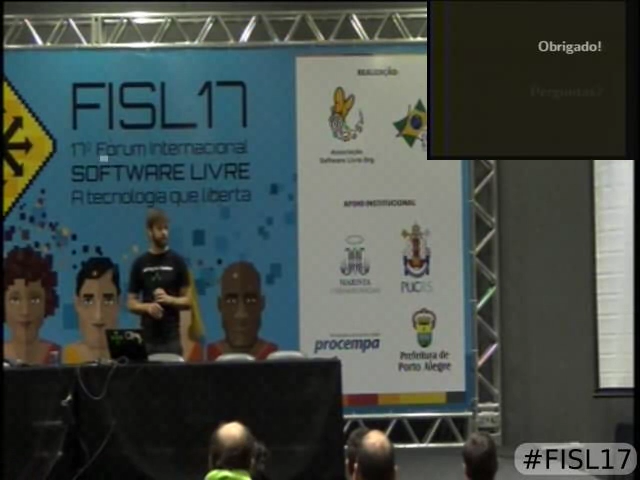 Obrigado!
Perguntas?
FISL17
17º Fórum Internacional
SOFTWARE LIVRE
A tecnologia que liberta
REALIZAÇÃO
Associação
Software Livre.Org
APOIO INSTITUCIONAL
MARISTA
PUCRS
procempa
Prefeitura de
Porto Alegre
#FISL17